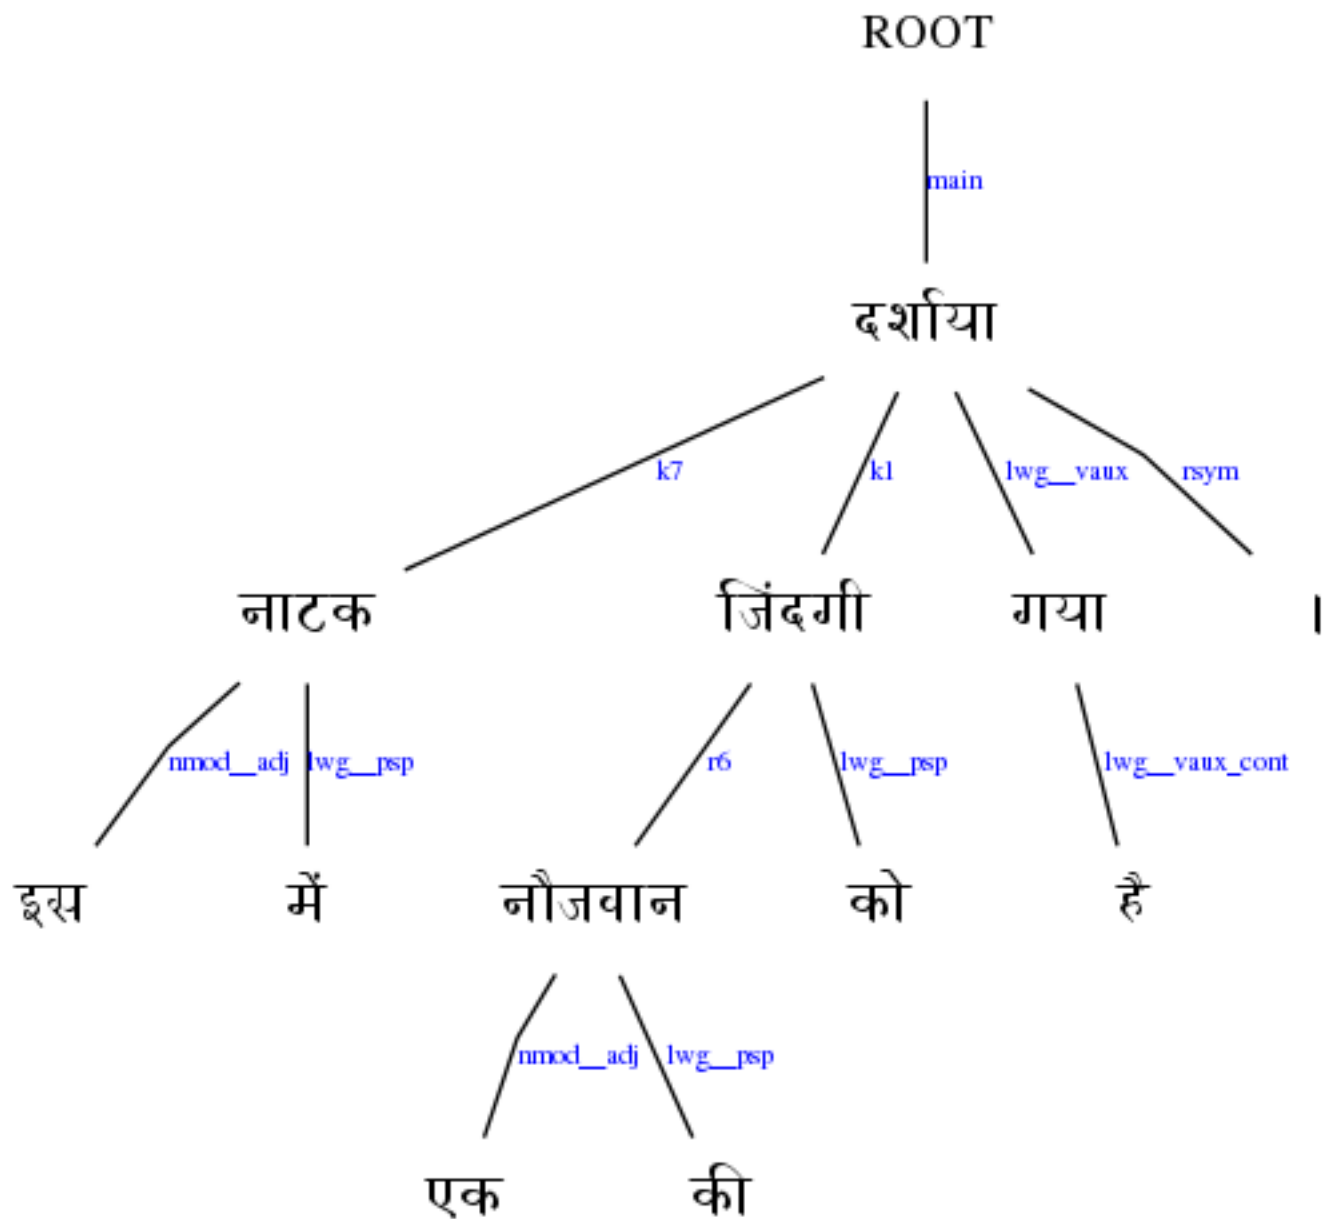 ROOT
main
दर्शाया
k7 k1 lwg__vaux rsym
नाटक जिंदगी गया ।
nmod__adj lwg__psp r6 lwg__psp lwg__vaux_cont
इस में नौजवान को है
nmod__adj lwg__psp
एक की